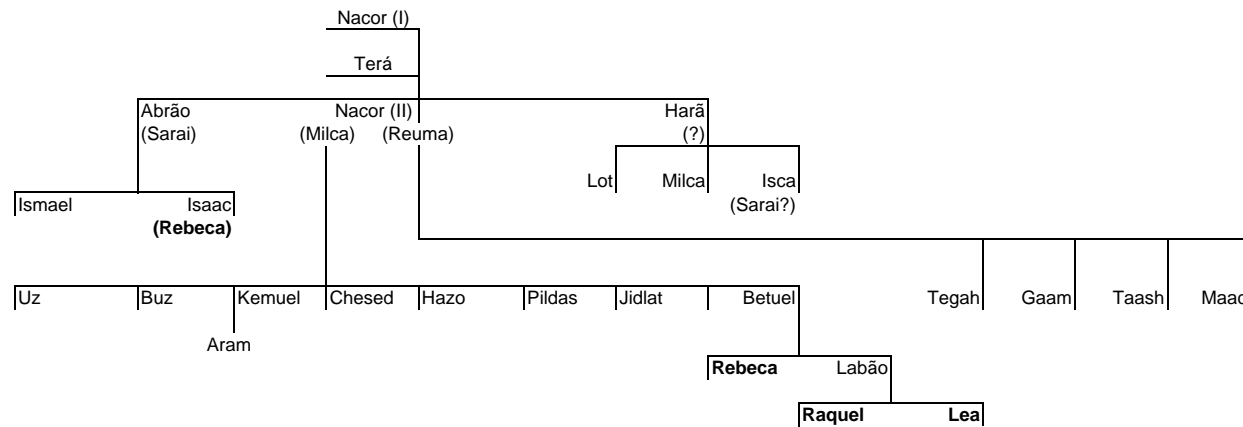 Nacor (I)
Terá
Abrão Nacor (II) Harã
(Sarai) (Milca) (Reuma) (?)
Lot Milca Isca
Ismael Isaac (Sarai?)
(Rebeca)
Uz Buz Kemuel Chesed Hazo Pildas Jidlat Betuel Tegah Gaam Taash
Aram
Rebeca Labão
Raquel Lea